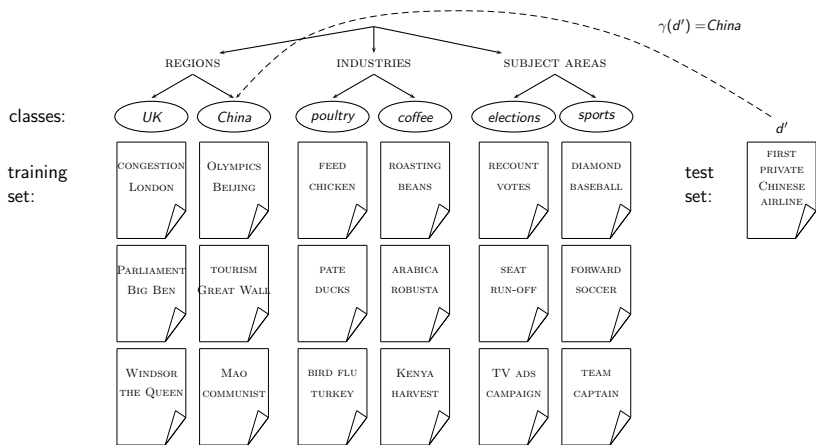 γ(d′) =China
REGIONS INDUSTRIES SUBJECT AREAS
classes: UK China poultry coffee elections sports
d′
training
set:
CONGESTION
LONDON
OLYMPICS
BEIJING
FEED
CHICKEN
ROASTING
BEANS
RECOUNT
VOTES
DIAMOND
BASEBALL
test
set:
FIRST
PRIVATE
CHINESE
AIRLINE
PARLIAMENT
BIG BEN
TOURISM
GREAT WALL
PATE
DUCKS
ARABICA
ROBUSTA
SEAT
RUN-OFF
FORWARD
SOCCER
WINDSOR
THE QUEEN
MAO
COMMUNIST
BIRD FLU
TURKEY
KENYA
HARVEST
TV ADS
CAMPAIGN
TEAM
CAPTAIN